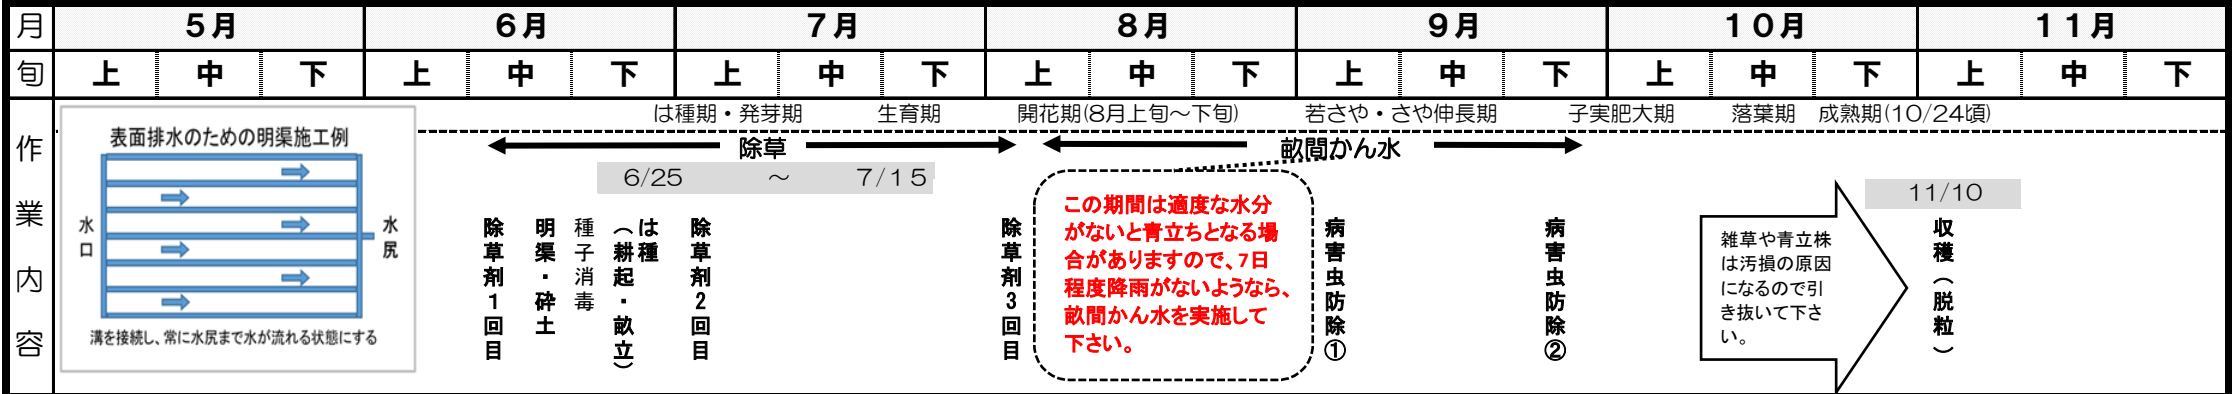 月 5月 6月 7月 8月 9月 10月 11月
旬 上 中 下 上 中 下 上 中 下 上 中 下 上 中 下 上 中 下 上 中 下
作業内容
は種期・発芽期 生育期 開花期(8月上旬～下旬) 若さや・さや伸長期 子実肥大期 落葉期 成熟期(10/24頃)
表面排水のための明渠施工例
水口
水尻
溝を接続し、常に水尻まで水が流れる状態にする
除草
畝間かん水
6/25 ～ 7/15
除草剤1回目
明渠・砕土
種子消毒
は種
（耕起・畝立）
除草剤2回目
除草剤3回目
この期間は適度な水分
がないと青立ちとなる場
合がありますので、7日
程度降雨がないようなら、
畝間かん水を実施して
下さい。
病害虫防除①
病害虫防除②
雑草や青立株
は汚損の原因
になるので引
き抜いて下さ
い。
11/10
収穫（脱粒）